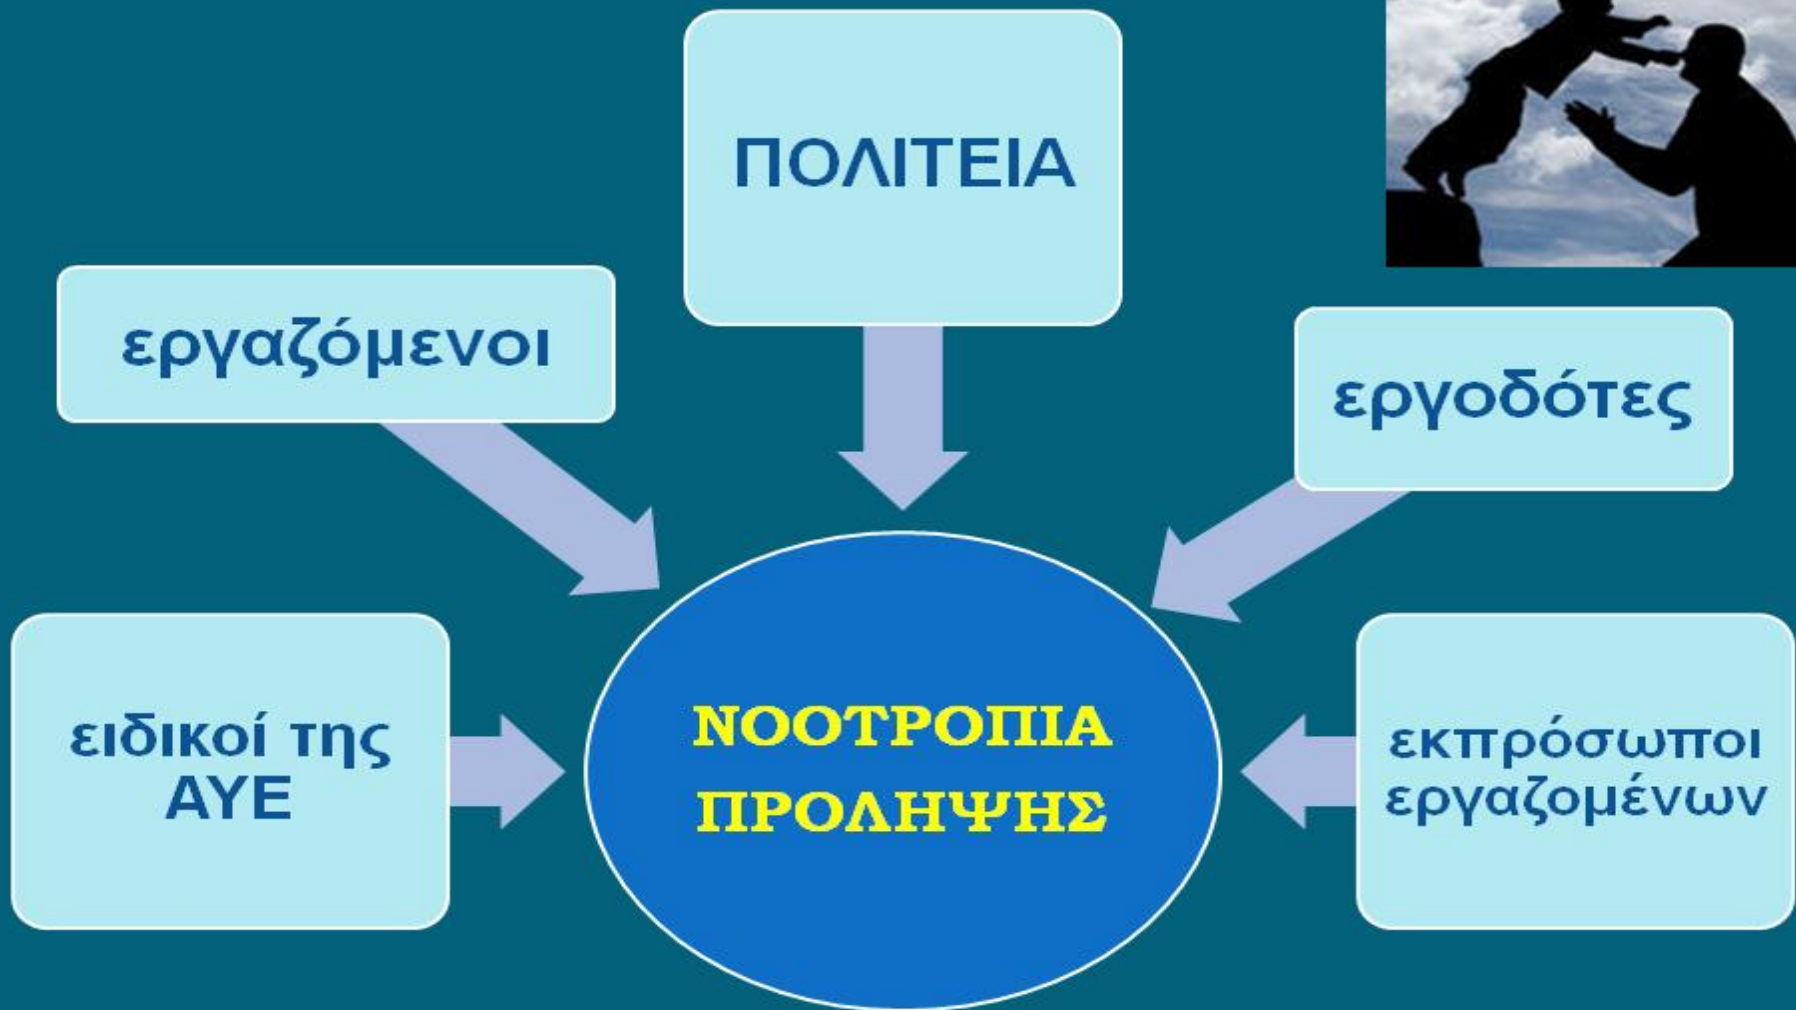 ΠΟΛΙΤΕΙΑ
εργαζόμενοι
εργοδότες
ειδικοί της
ΑΥΕ
ΝΟΟΤΡΟΠΙΑ
ΠΡΟΛΗΨΗΣ
εκπρόσωποι
εργαζομένων